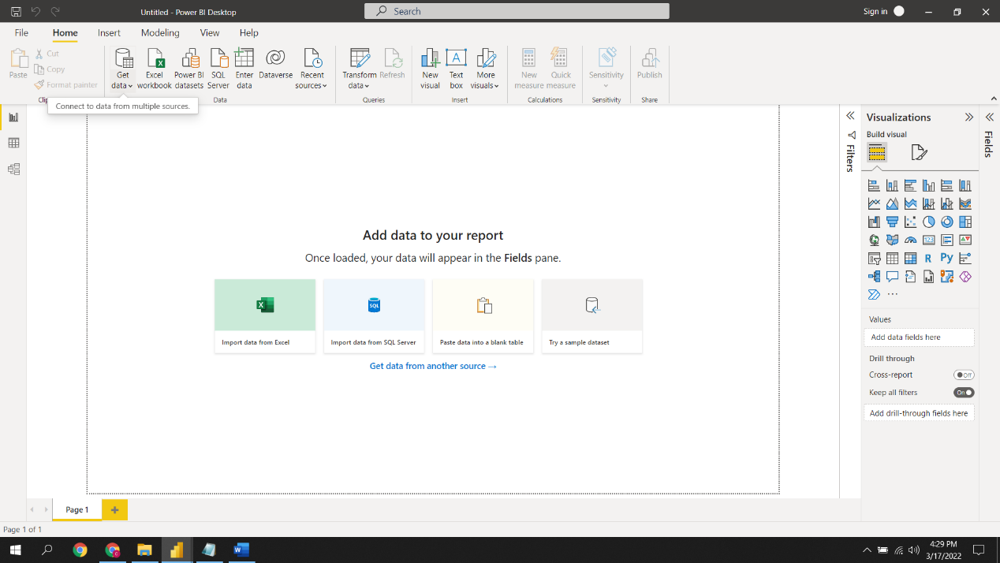 Untitled - Power BI Desktop
Search
Sign in
File Home Insert Modeling View Help
Paste
Cut
Copy
Format painter
Get data
Excel workbook
Power BI datasets
SQL Server
Enter data
Dataverse
Recent sources
Transform data
Refresh
New visual
Text box
More visuals
New measure
Quick measure
Sensitivity
Publish
Data
Queries
Insert
Calculations
Sensitivity
Share
Connect to data from multiple sources.
Add data to your report
Once loaded, your data will appear in the Fields pane.
SQL
Import data from Excel
Import data from SQL Server
Paste data into a blank table
Try a sample dataset
Get data from another source →
Filters
Visualizations
Build visual
123
R
Py
Values
Add data fields here
Drill through
Cross-report
Off
Keep all filters
On
Add drill-through fields here
Fields
Page 1
Page 1 of 1
4:29 PM
3/17/2022